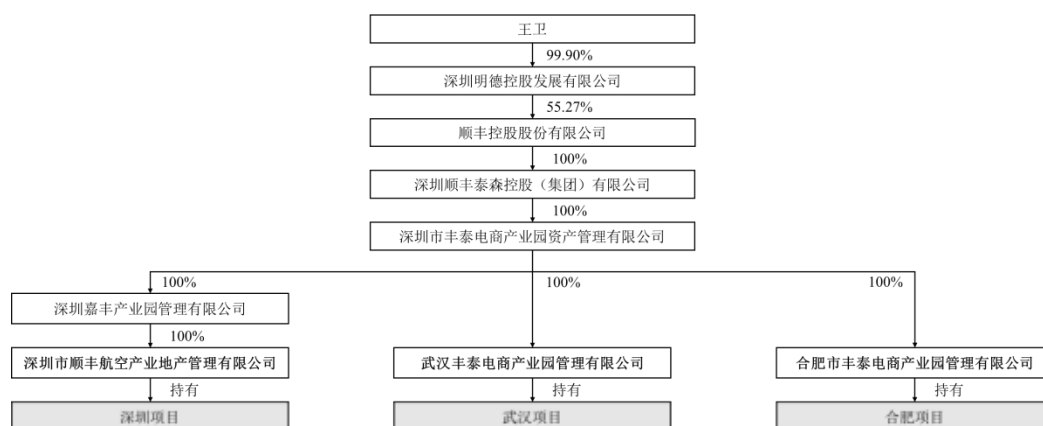 王卫
99.90%
深圳明德控股发展有限公司
55.27%
顺丰控股股份有限公司
100%
深圳顺丰泰森控股（集团）有限公司
100%
深圳市丰泰电商产业园资产管理有限公司
100%
100%
100%
深圳嘉丰产业园管理有限公司
100%
深圳市顺丰航空产业地产管理有限公司
武汉丰泰电商产业园管理有限公司
合肥市丰泰电商产业园管理有限公司
持有
持有
持有
深圳项目
武汉项目
合肥项目